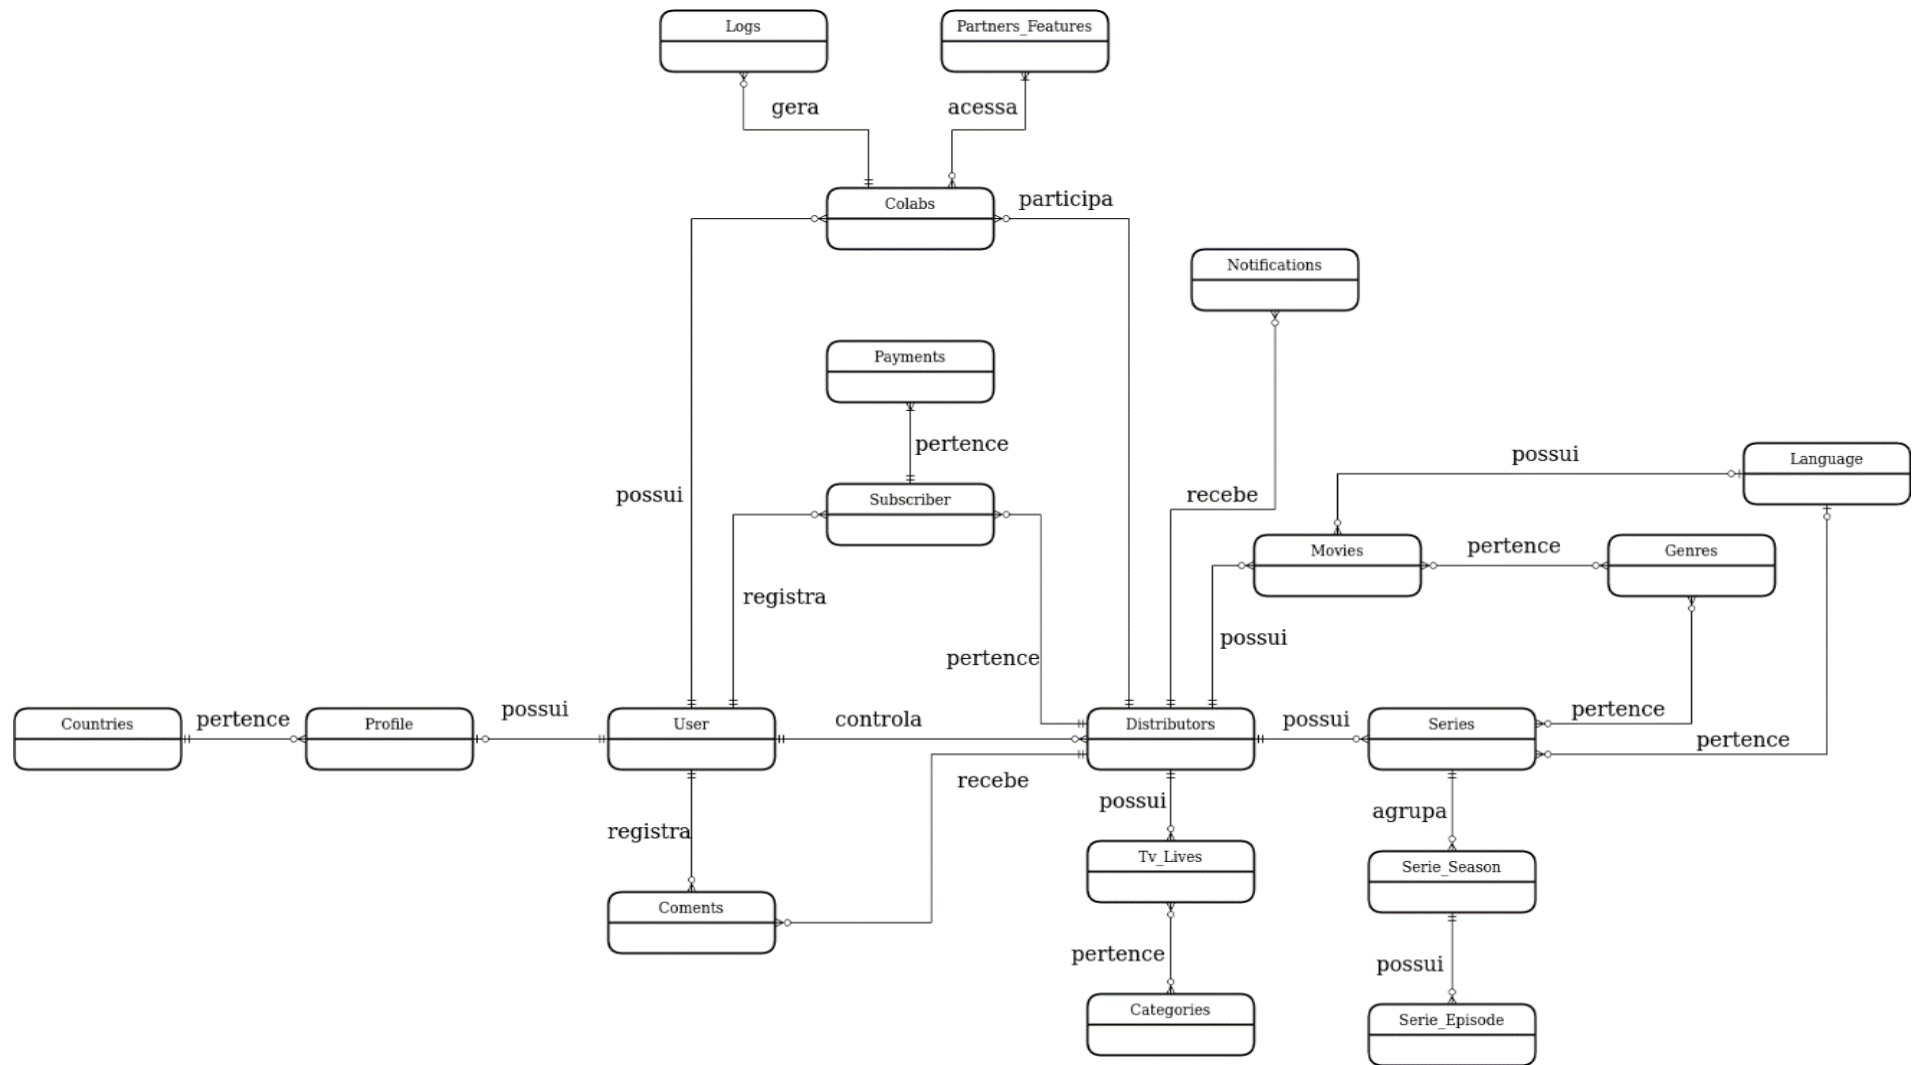 Logs
Partners_Features
gera
acessa
Colabs
participa
Notifications
Payments
pertence
Language
possui
possui
recebe
Subscriber
Movies
pertence
Genres
registra
possui
pertence
Countries
pertence
Profile
possui
User
controla
Distributors
possui
Series
pertence
pertence
recebe
possui
agrupa
registra
Tv_Lives
Serie_Season
Coments
pertence
possui
Categories
Serie_Episode